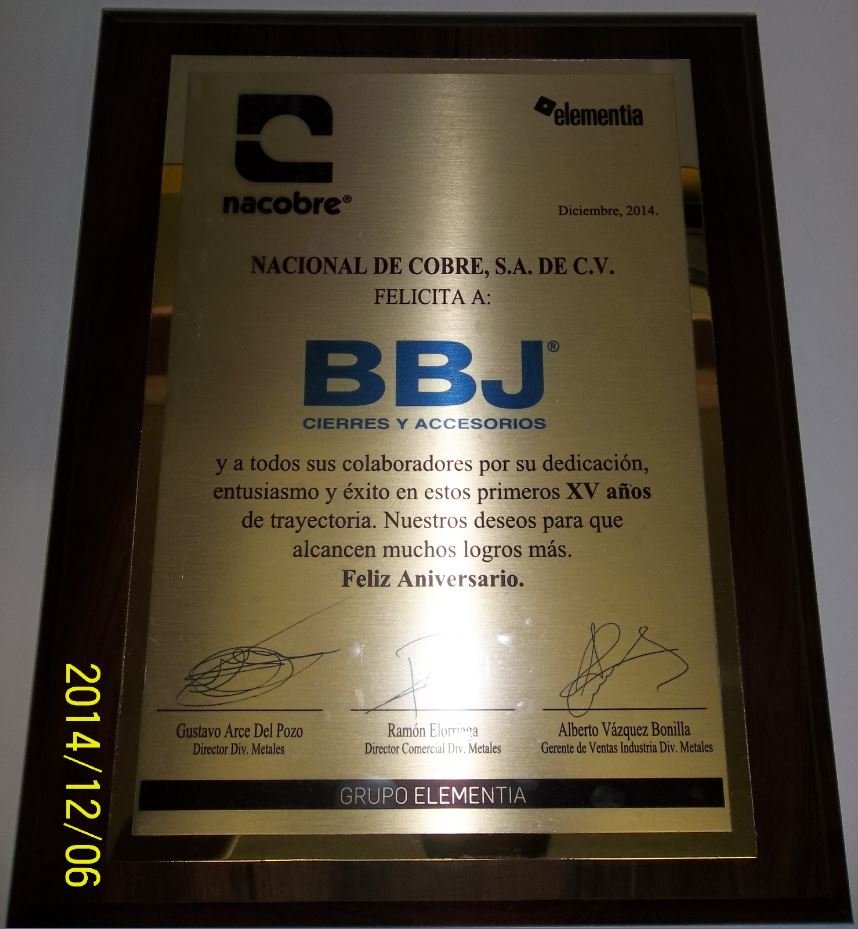 nacobre®
elementia
Diciembre, 2014.
NACIONAL DE COBRE, S.A. DE C.V.
FELICITA A:
BBJ®
CIERRES Y ACCESORIOS
y a todos sus colaboradores por su dedicación,
entusiasmo y éxito en estos primeros XV años
de trayectoria. Nuestros deseos para que
alcancen muchos logros más.
Feliz Aniversario.
Gustavo Arce Del Pozo
Director Div. Metales
Ramón
Director Comercial Div. Metales
Alberto Vázquez Bonilla
Gerente de Ventas Industria Div. Metales
GRUPO ELEMENTIA
2014/12/06